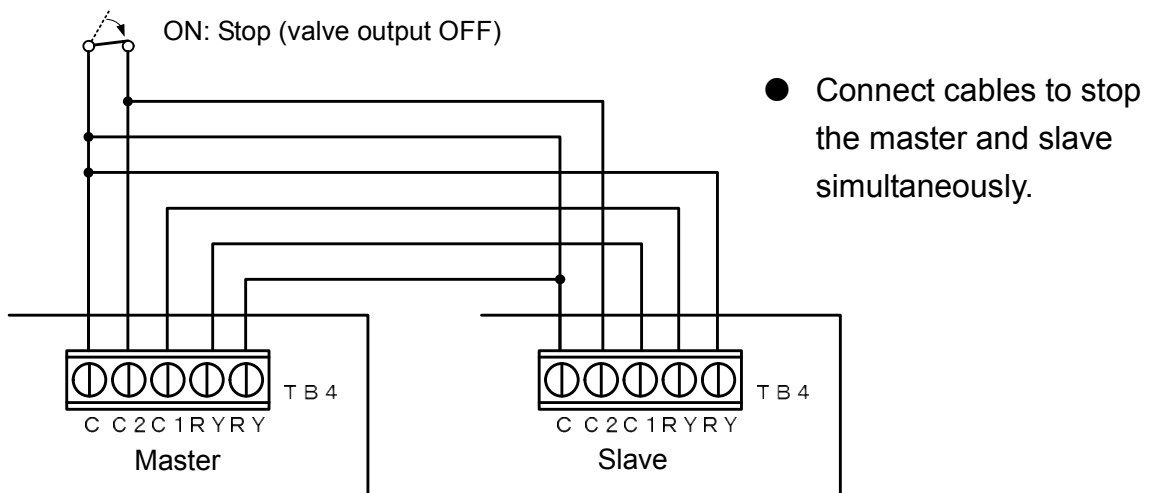 ON: Stop (valve output OFF)
● Connect cables to stop
the master and slave
simultaneously.
TB4
C C2C1RYRY
Master
TB4
C C2C1RYRY
Slave